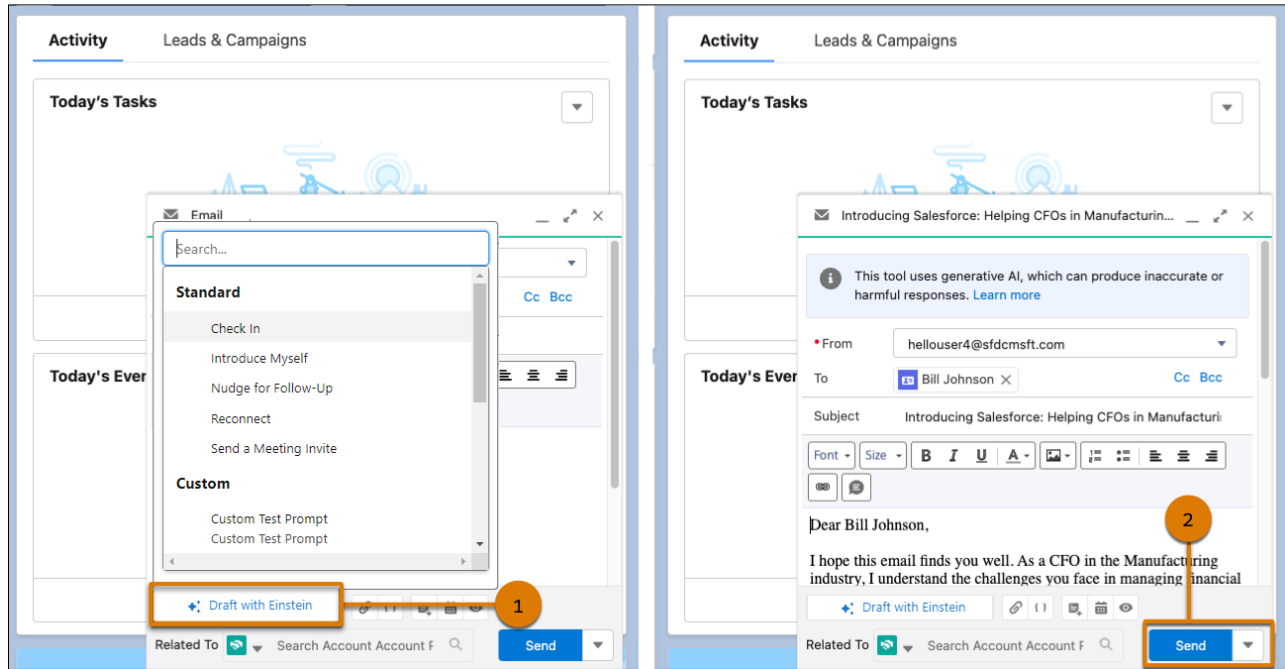 Activity
Leads & Campaigns
Today's Tasks
Email
Search...
Standard
Check In
Introduce Myself
Nudge for Follow-Up
Reconnect
Send a Meeting Invite
Custom
Custom Test Prompt
Custom Test Prompt
Cc Bcc
Today's Ever
Draft with Einstein
1
Related To
Search Account Account F
Send
Activity
Leads & Campaigns
Today's Tasks
Introducing Salesforce: Helping CFOs in Manufacturin...
This tool uses generative AI, which can produce inaccurate or
harmful responses. Learn more
*From
hellouser4@sfdcmsft.com
Today's Ever
To
Bill Johnson
Cc Bcc
Subject
Introducing Salesforce: Helping CFOs in Manufacturi
Font
Size
B I U A
Dear Bill Johnson,
2
I hope this email finds you well. As a CFO in the Manufacturing
industry, I understand the challenges you face in managing financial
Draft with Einstein
Related To
Search Account Account F
Send